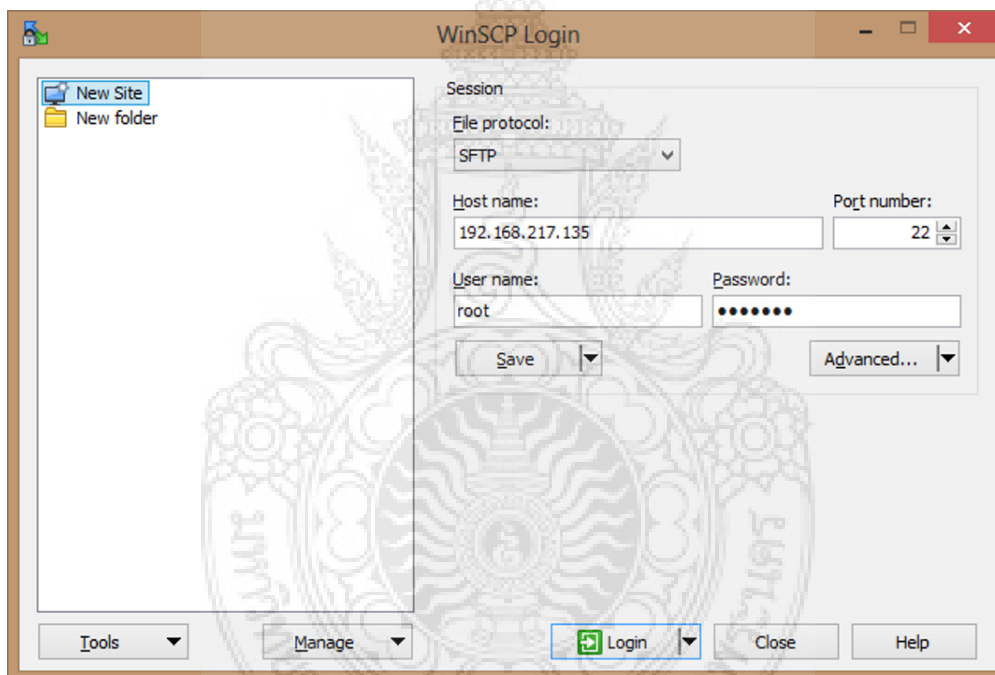 WinSCP Login
New Site
New folder
Session
File protocol:
SFTP
Host name:
Port number:
192.168.217.135
22
User name:
Password:
root
•••••••
Save
Advanced...
Tools
Manage
Login
Close
Help